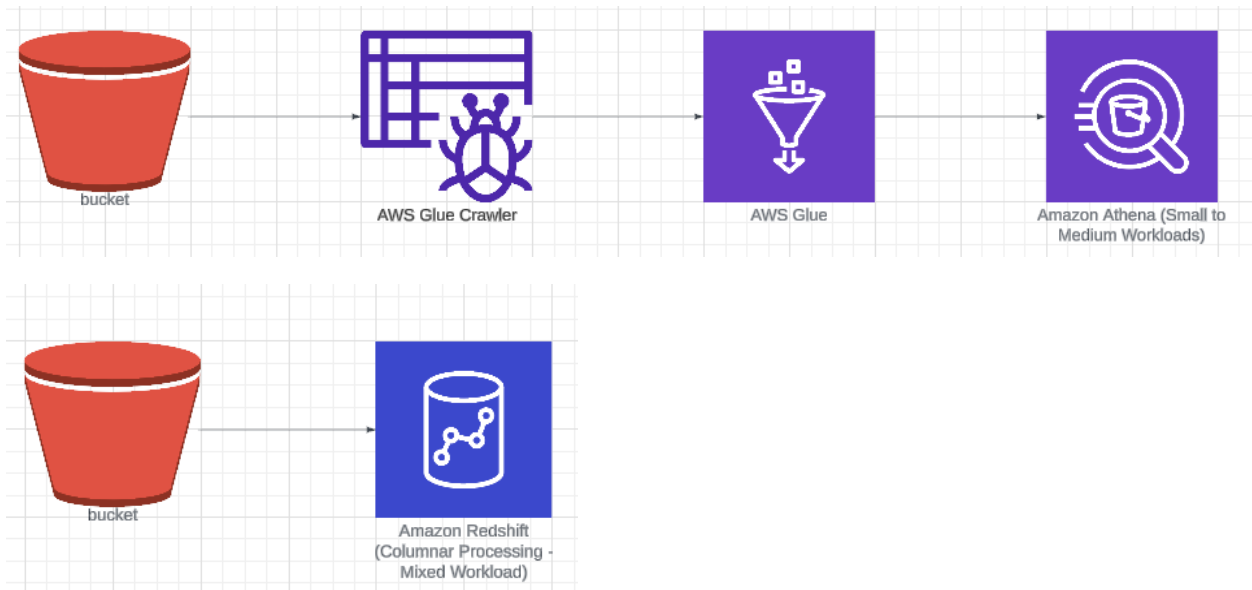 bucket
AWS Glue Crawler
AWS Glue
Amazon Athena (Small to
Medium Workloads)
bucket
Amazon Redshift
(Columnar Processing -
Mixed Workload)